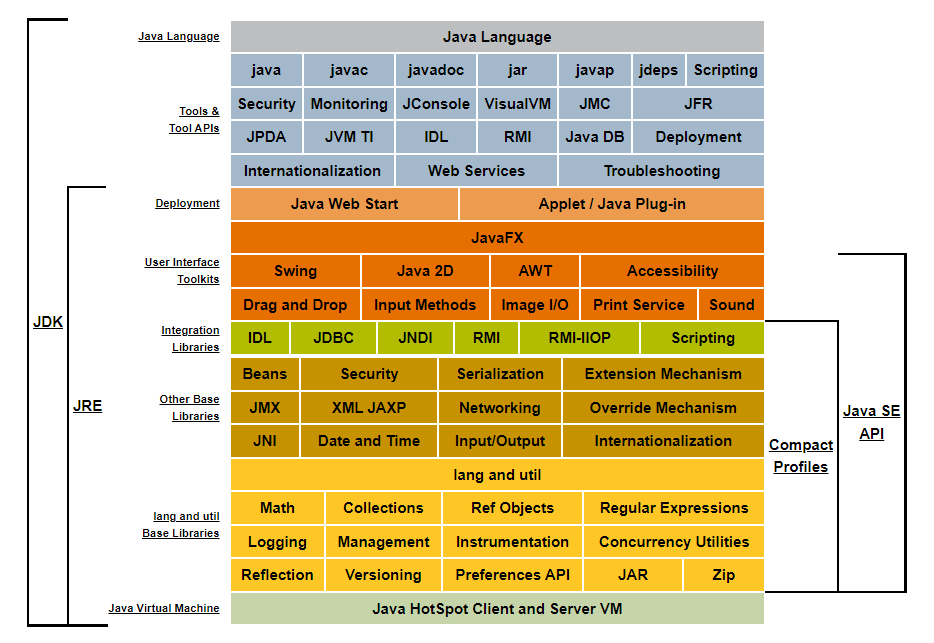 Java Language
Java Language
java javac javadoc jar javap jdeps Scripting
Tools &
Tool APIs
Security Monitoring JConsole VisualVM JMC JFR
JPDA JVM TI IDL RMI Java DB Deployment
Internationalization Web Services Troubleshooting
Deployment
Java Web Start Applet / Java Plug-in
JavaFX
User Interface
Toolkits
Swing Java 2D AWT Accessibility
Drag and Drop Input Methods Image I/O Print Service Sound
Integration
Libraries
IDL JDBC JNDI RMI RMI-IIOP Scripting
Other Base
Libraries
Beans Security Serialization Extension Mechanism
JMX XML JAXP Networking Override Mechanism
JNI Date and Time Input/Output Internationalization
lang and util
lang and util
Base Libraries
Math Collections Ref Objects Regular Expressions
Logging Management Instrumentation Concurrency Utilities
Reflection Versioning Preferences API JAR Zip
Java Virtual Machine
Java HotSpot Client and Server VM
JDK
JRE
Compact
Profiles
Java SE
API